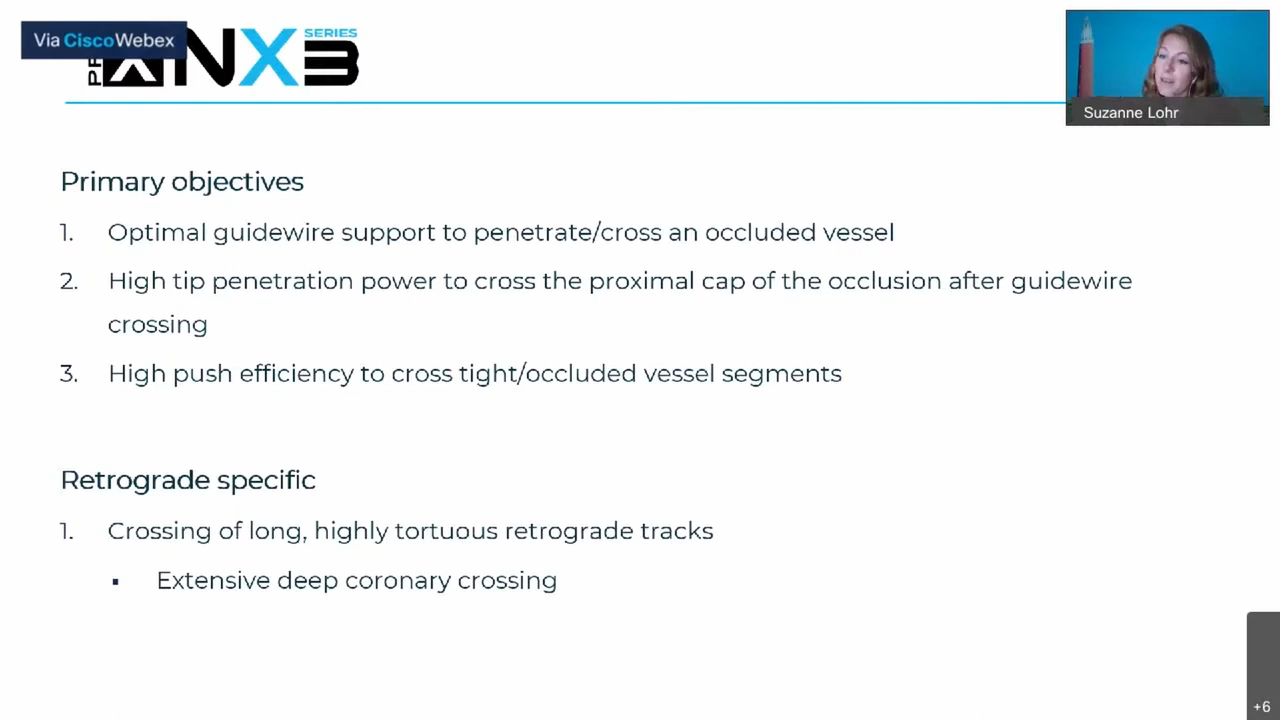 Via CiscoWebex
NX3
SERIES
Suzanne Lohr
Primary objectives
1. Optimal guidewire support to penetrate/cross an occluded vessel
2. High tip penetration power to cross the proximal cap of the occlusion after guidewire
crossing
3. High push efficiency to cross tight/occluded vessel segments
Retrograde specific
1. Crossing of long, highly tortuous retrograde tracks
▪ Extensive deep coronary crossing
+6